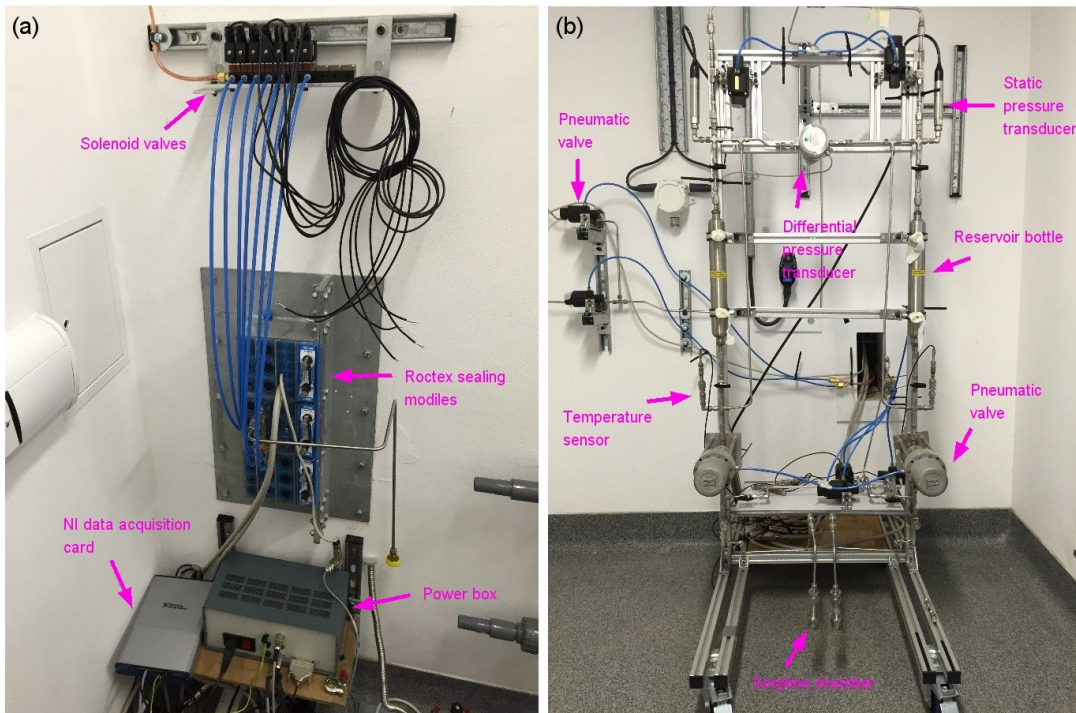 (a)
Solenoid valves
Roctex sealing
modiles
NI data acquisition
card
Power box
(b)
Static
pressure
transducer
Pneumatic
valve
Differential
pressure
transducer
Reservoir bottle
Temperature
sensor
Pneumatic
valve
Sorption chamber